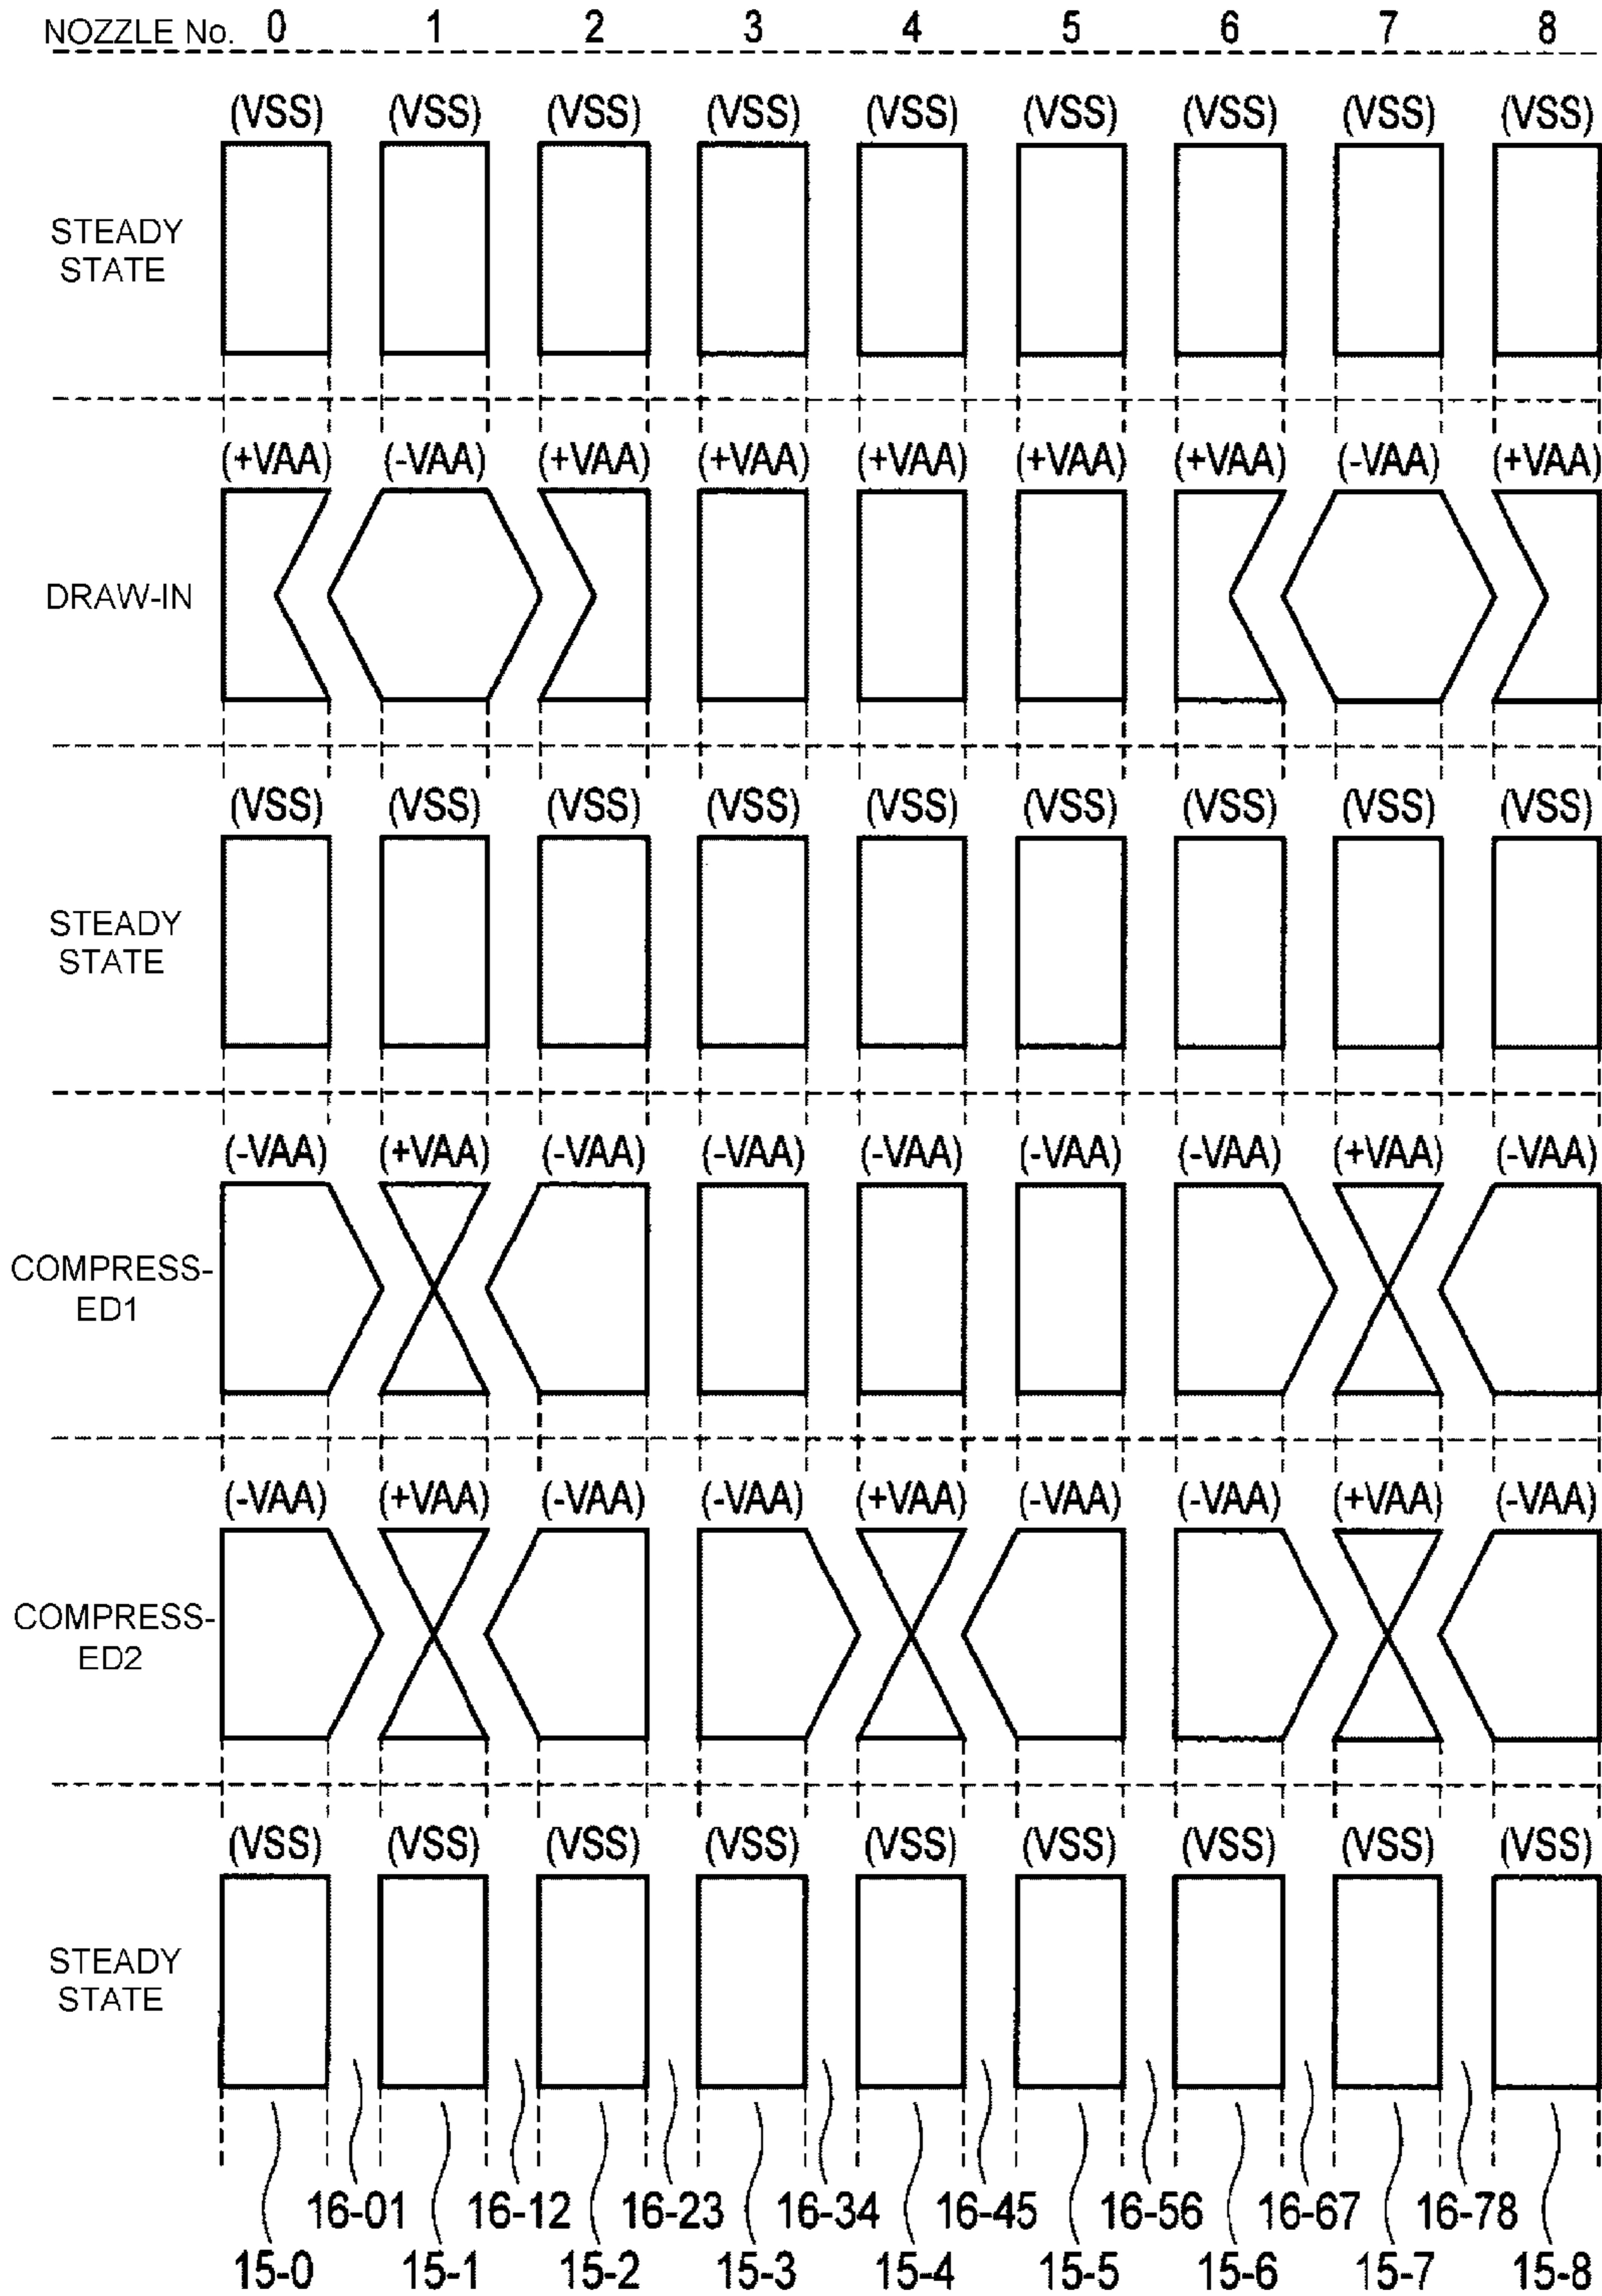 NOZZLE No. 0 1 2 3 4 5 6 7 8
(VSS) (VSS) (VSS) (VSS) (VSS) (VSS) (VSS) (VSS) (VSS)
STEADY
STATE
(+VAA) (-VAA) (+VAA) (+VAA) (+VAA) (+VAA) (+VAA) (-VAA) (+VAA)
DRAW-IN
(VSS) (VSS) (VSS) (VSS) (VSS) (VSS) (VSS) (VSS) (VSS)
STEADY
STATE
(-VAA) (+VAA) (-VAA) (-VAA) (-VAA) (-VAA) (-VAA) (+VAA) (-VAA)
COMPRESS-
ED1
(-VAA) (+VAA) (-VAA) (-VAA) (+VAA) (-VAA) (-VAA) (+VAA) (-VAA)
COMPRESS-
ED2
(VSS) (VSS) (VSS) (VSS) (VSS) (VSS) (VSS) (VSS) (VSS)
STEADY
STATE
16-01 16-12 16-23 16-34 16-45 16-56 16-67 16-78
15-0 15-1 15-2 15-3 15-4 15-5 15-6 15-7 15-8